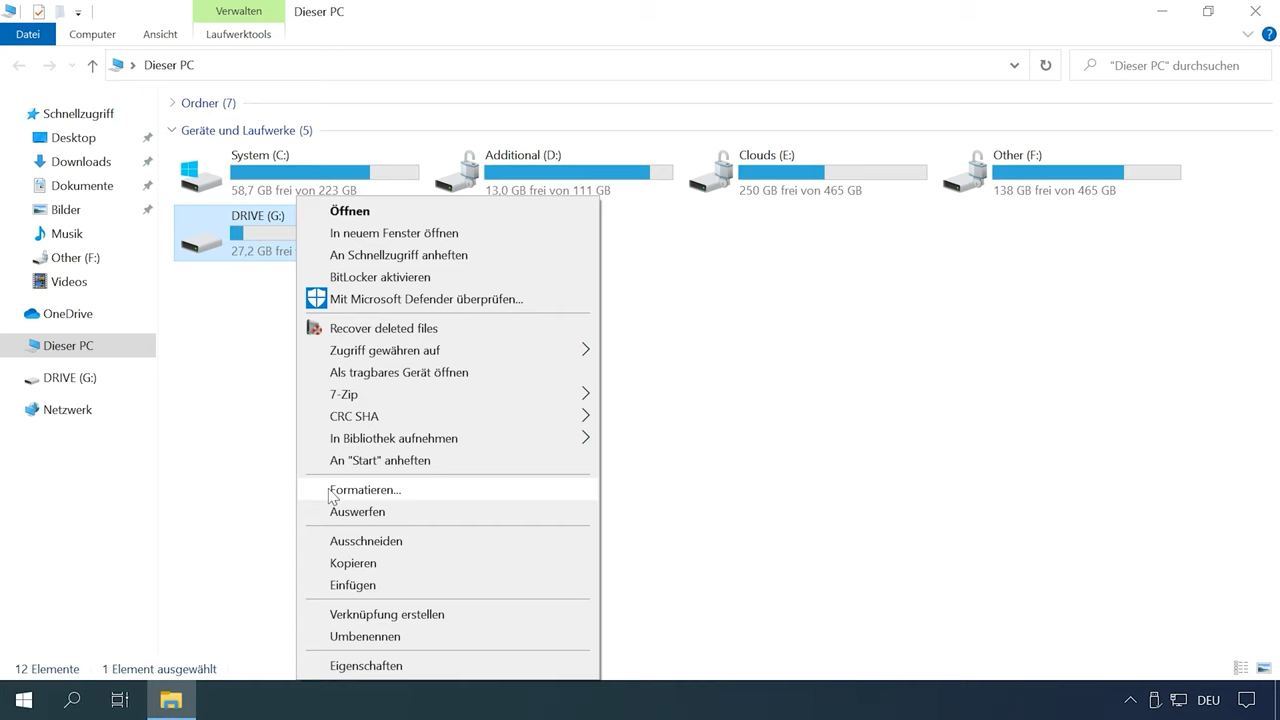 Verwalten
Dieser PC
Datei
Computer
Ansicht
Laufwerktools
Dieser PC
"Dieser PC" durchsuchen
Schnellzugriff
Desktop
Downloads
Dokumente
Bilder
Musik
Other (F:)
Videos
OneDrive
Dieser PC
DRIVE (G:)
Netzwerk
Ordner (7)
Geräte und Laufwerke (5)
System (C:)
58,7 GB frei von 223 GB
Additional (D:)
13,0 GB frei von 111 GB
Clouds (E:)
250 GB frei von 465 GB
Other (F:)
138 GB frei von 465 GB
DRIVE (G:)
27,2 GB frei
Öffnen
In neuem Fenster öffnen
An Schnellzugriff anheften
BitLocker aktivieren
Mit Microsoft Defender überprüfen...
Recover deleted files
Zugriff gewähren auf
Als tragbares Gerät öffnen
7-Zip
CRC SHA
In Bibliothek aufnehmen
An "Start" anheften
Formatieren...
Auswerfen
Ausschneiden
Kopieren
Einfügen
Verknüpfung erstellen
Umbenennen
Eigenschaften
12 Elemente
1 Element ausgewählt
DEU